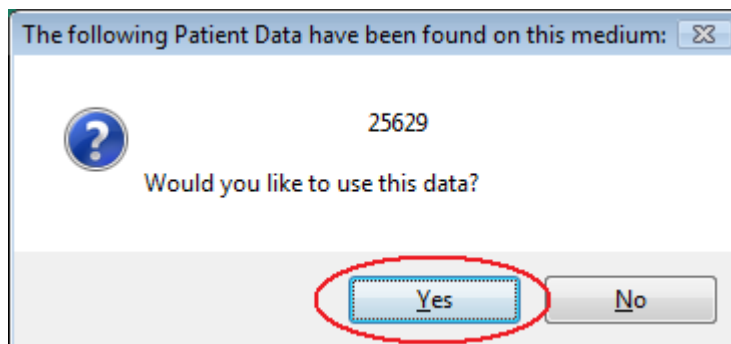 The following Patient Data have been found on this medium:
25629
Would you like to use this data?
Yes
No